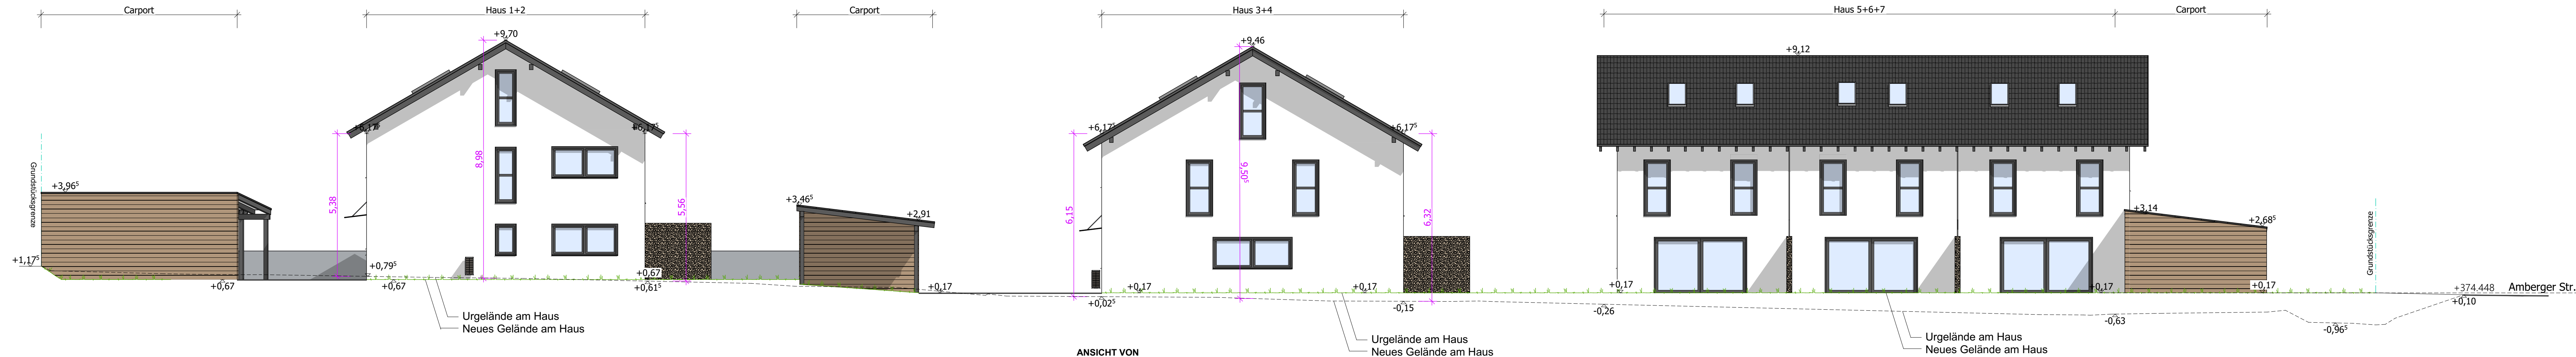 Carport
Haus 1+2
Carport
Haus 3+4
Haus 5+6+7
Carport
+9,70
+9,46
+9,12
+6,17
+6,17⁵
+6,17⁵
+6,17⁵
Grundstücksgrenze
8,98
9,50⁵
5,38
5,56
6,15
6,32
+3,96⁵
+3,46⁵
+2,91
+3,14
+2,68⁵
Grundstücksgrenze
+1,17⁵
+0,79⁵
+0,67
+0,67
+0,67
+0,61⁵
+0,17
+0,02⁵
+0,17
+0,17
-0,15
+0,17
-0,26
+0,17
-0,63
+0,17
-0,96⁵
+374.448
Amberger Str.
+0,10
Urgelände am Haus
Neues Gelände am Haus
Urgelände am Haus
Neues Gelände am Haus
Urgelände am Haus
Neues Gelände am Haus
ANSICHT VON